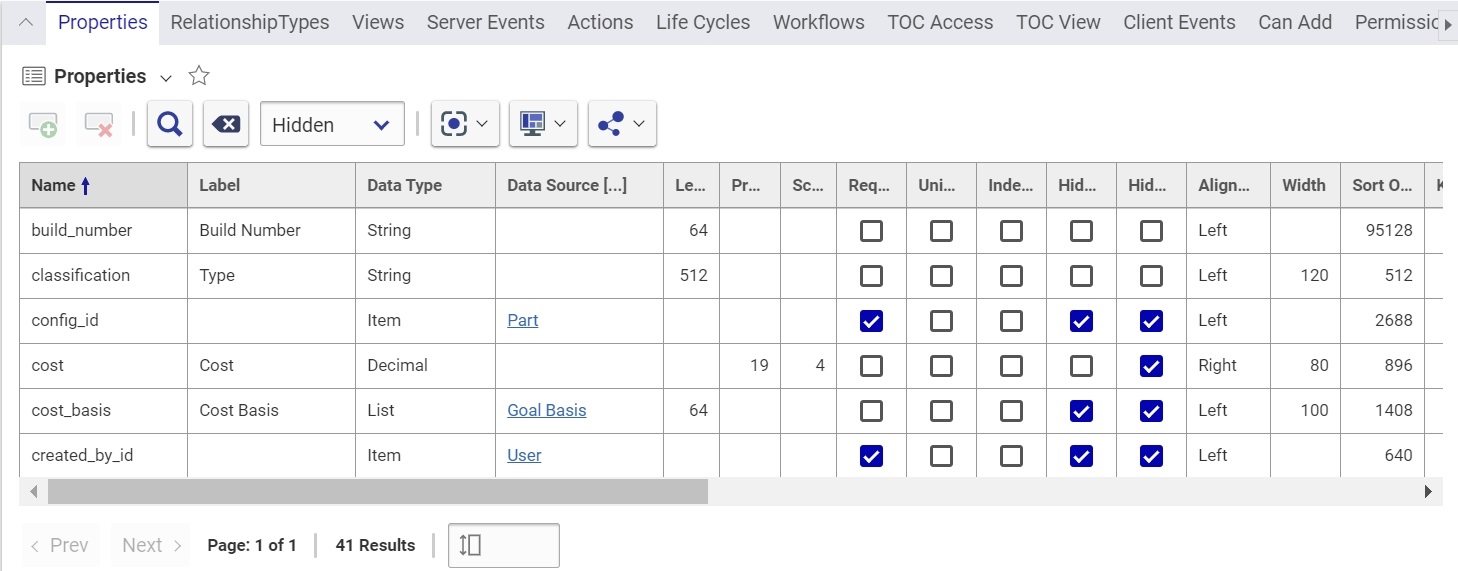 Properties RelationshipTypes Views Server Events Actions Life Cycles Workflows TOC Access TOC View Client Events Can Add Permissic
Properties
Hidden
Name Label Data Type Data Source [...] Le... Pr... Sc... Req... Uni... Inde... Hid... Hid... Align... Width Sort O... K
build_number Build Number String 64 Left 95128
classification Type String 512 Left 120 512
config_id Item Part Left 2688
cost Cost Decimal 19 4 Right 80 896
cost_basis Cost Basis List Goal Basis 64 Left 100 1408
created_by_id Item User Left 640
Prev Next Page: 1 of 1 41 Results